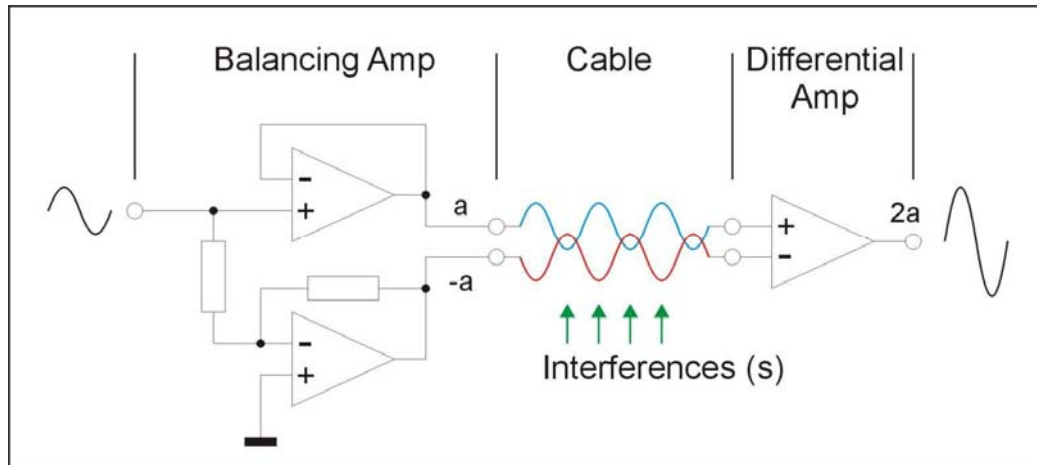 Balancing Amp
Cable
Differential
Amp
-
+
a
-a
-
+
+
-
2a
Interferences (s)